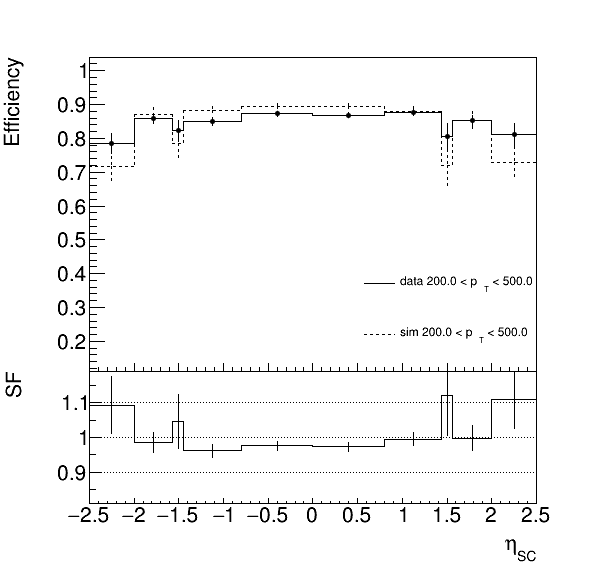 Efficiency
1
0.9
0.8
0.7
0.6
0.5
0.4
0.3
0.2
data 200.0 < p_T < 500.0
sim 200.0 < p_T < 500.0
SF
1.1
1
0.9
−2.5 −2 −1.5 −1 −0.5 0 0.5 1 1.5 2 2.5
η_SC